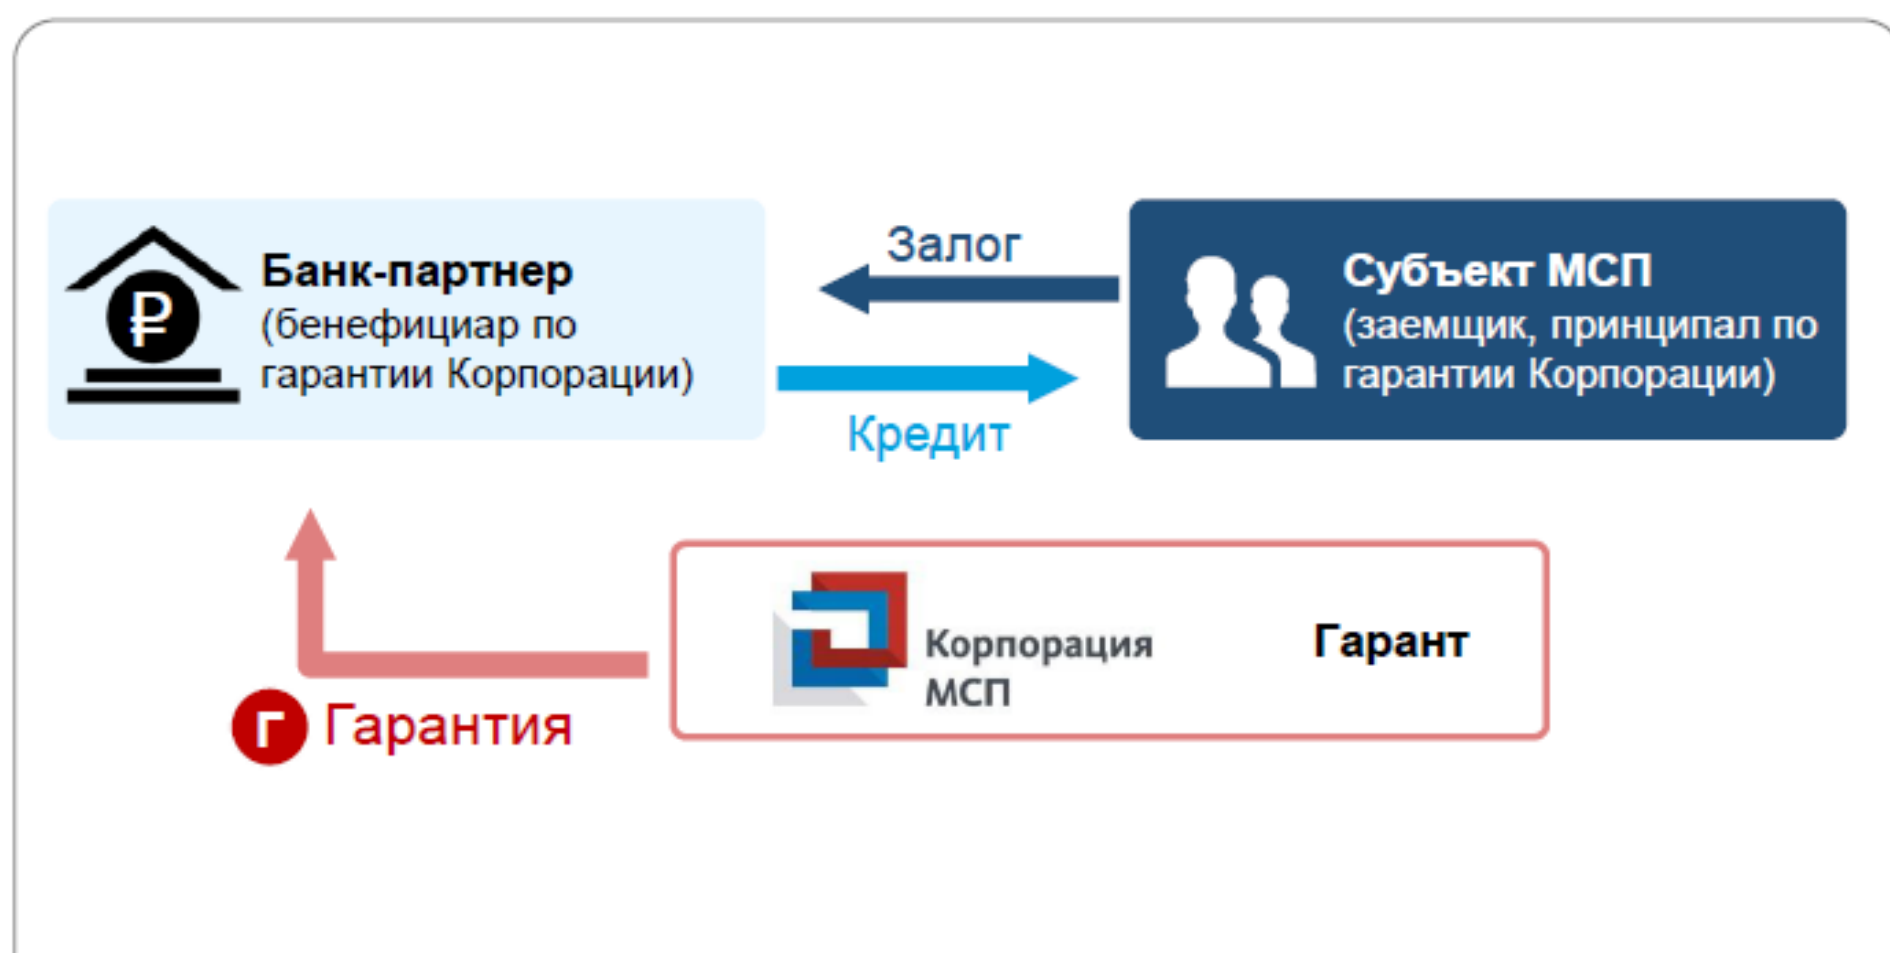 Банк-партнер
(бенефициар по
гарантии Корпорации)
Залог
Кредит
Субъект МСП
(заемщик, принципал по
гарантии Корпорации)
Корпорация
МСП
Гарант
Г Гарантия